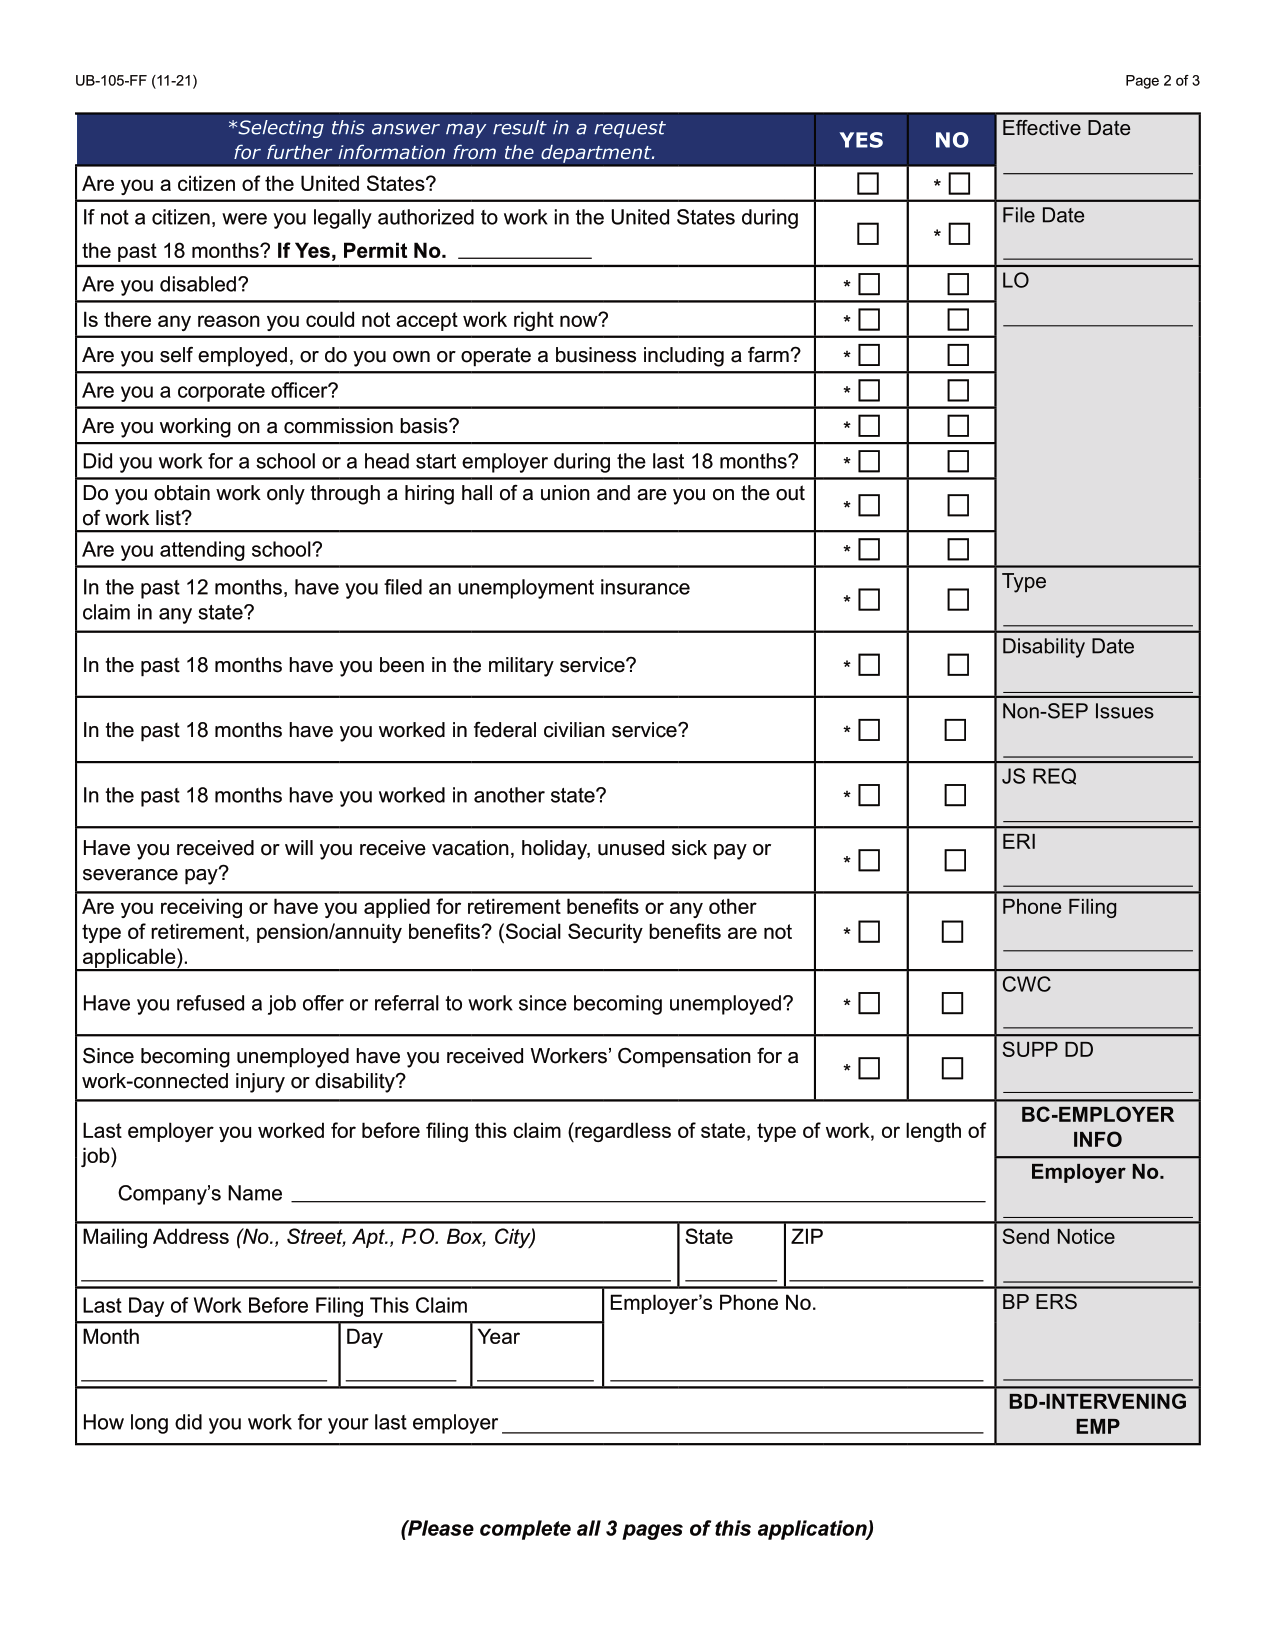 UB-105-FF (11-21)
Page 2 of 3
*Selecting this answer may result in a request
for further information from the department.
YES
NO
Effective Date
Are you a citizen of the United States?
*
If not a citizen, were you legally authorized to work in the United States during
the past 18 months? If Yes, Permit No.
*
File Date
Are you disabled?
*
LO
Is there any reason you could not accept work right now?
*
Are you self employed, or do you own or operate a business including a farm?
*
Are you a corporate officer?
*
Are you working on a commission basis?
*
Did you work for a school or a head start employer during the last 18 months?
*
Do you obtain work only through a hiring hall of a union and are you on the out
of work list?
*
Are you attending school?
*
In the past 12 months, have you filed an unemployment insurance
claim in any state?
*
Type
In the past 18 months have you been in the military service?
*
Disability Date
In the past 18 months have you worked in federal civilian service?
*
Non-SEP Issues
In the past 18 months have you worked in another state?
*
JS REQ
Have you received or will you receive vacation, holiday, unused sick pay or
severance pay?
*
ERI
Are you receiving or have you applied for retirement benefits or any other
type of retirement, pension/annuity benefits? (Social Security benefits are not
applicable).
*
Phone Filing
Have you refused a job offer or referral to work since becoming unemployed?
*
CWC
Since becoming unemployed have you received Workers’ Compensation for a
work-connected injury or disability?
*
SUPP DD
Last employer you worked for before filing this claim (regardless of state, type of work, or length of
job)
Company’s Name
BC-EMPLOYER
INFO
Employer No.
Mailing Address (No., Street, Apt., P.O. Box, City)
State
ZIP
Send Notice
Last Day of Work Before Filing This Claim
Employer’s Phone No.
BP ERS
Month
Day
Year
How long did you work for your last employer
BD-INTERVENING
EMP
(Please complete all 3 pages of this application)